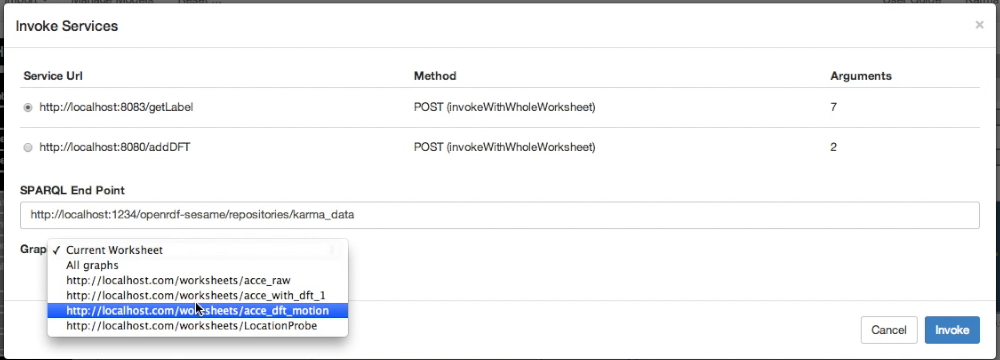 Manage Models
Invoke Services ×
Service Url Method Arguments
http://localhost:8083/getLabel POST (invokeWithWholeWorksheet) 7
http://localhost:8080/addDFT POST (invokeWithWholeWorksheet) 2
SPARQL End Point
http://localhost:1234/openrdf-sesame/repositories/karma_data
Grap ✓ Current Worksheet
All graphs
http://localhost.com/worksheets/acce_raw
http://localhost.com/worksheets/acce_with_dft_1
http://localhost.com/worksheets/acce_dft_motion
http://localhost.com/worksheets/LocationProbe
Cancel Invoke